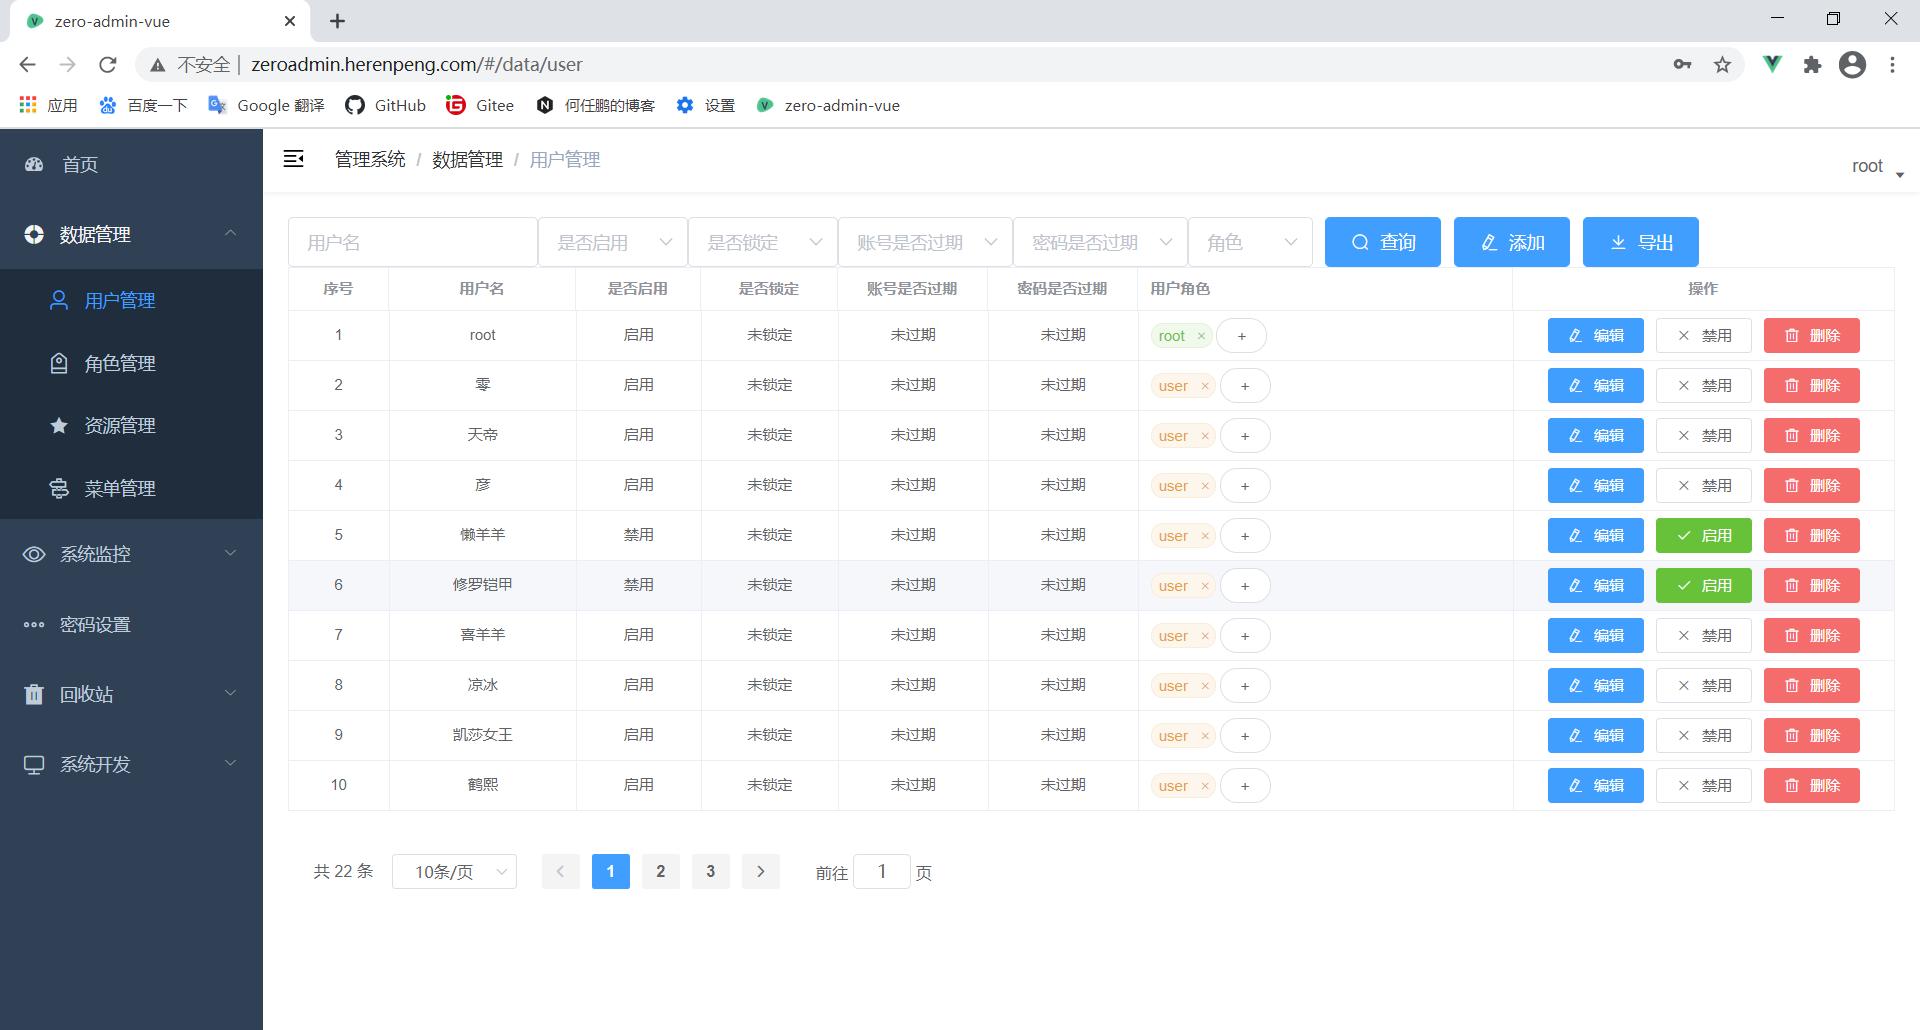 zero-admin-vue
不安全 | zeroadmin.herenpeng.com/#/data/user
应用 百度一下 Google 翻译 GitHub Gitee 何任鹏的博客 设置 zero-admin-vue
首页
数据管理
用户管理
角色管理
资源管理
菜单管理
系统监控
密码设置
回收站
系统开发
管理系统 / 数据管理 / 用户管理
root
用户名 是否启用 是否锁定 账号是否过期 密码是否过期 角色 查询 添加 导出
序号 用户名 是否启用 是否锁定 账号是否过期 密码是否过期 用户角色 操作
1 root 启用 未锁定 未过期 未过期 root × + 编辑 禁用 删除
2 零 启用 未锁定 未过期 未过期 user × + 编辑 禁用 删除
3 天帝 启用 未锁定 未过期 未过期 user × + 编辑 禁用 删除
4 彦 启用 未锁定 未过期 未过期 user × + 编辑 禁用 删除
5 懒羊羊 禁用 未锁定 未过期 未过期 user × + 编辑 启用 删除
6 修罗铠甲 禁用 未锁定 未过期 未过期 user × + 编辑 启用 删除
7 喜羊羊 启用 未锁定 未过期 未过期 user × + 编辑 禁用 删除
8 凉冰 启用 未锁定 未过期 未过期 user × + 编辑 禁用 删除
9 凯莎女王 启用 未锁定 未过期 未过期 user × + 编辑 禁用 删除
10 鹤熙 启用 未锁定 未过期 未过期 user × + 编辑 禁用 删除
共 22 条 10条/页 1 2 3 前往 1 页